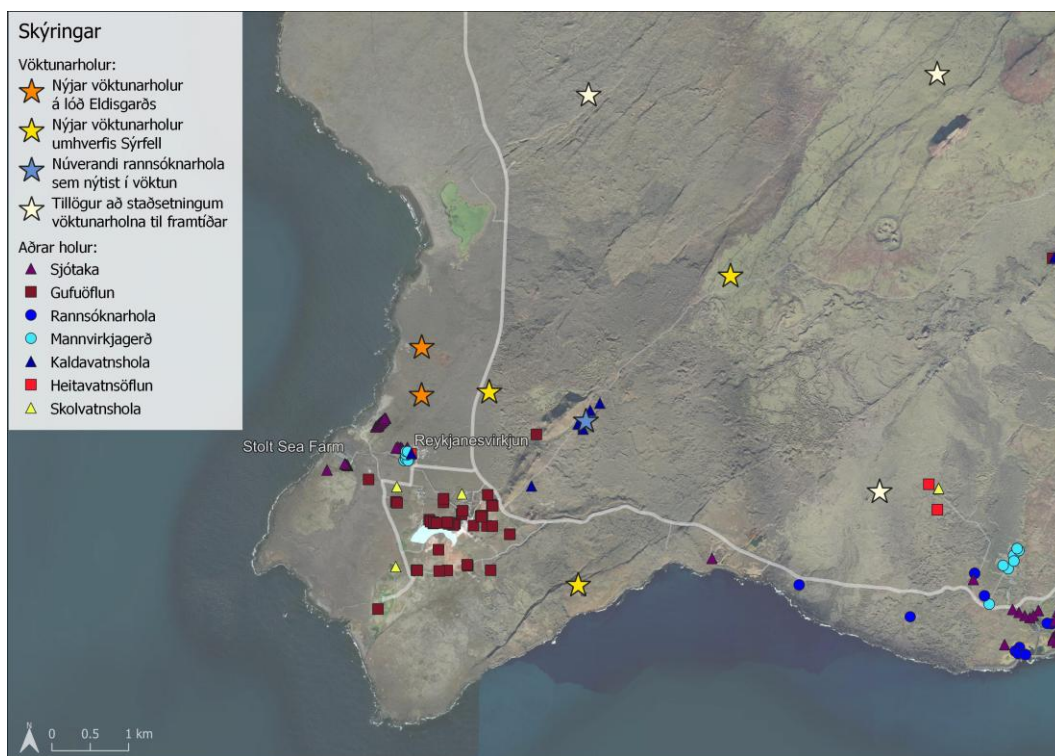 Skýringar
Vöktunarholur:
Nýjar vöktunarholur
á lóð Eldisgarðs
Nýjar vöktunarholur
umhverfis Sýrfell
Núverandi rannsóknarhola
sem nýtist í vöktun
Tillögur að staðsetningum
vöktunarholna til framtíðar
Aðrar holur:
Sjótaka
Gufuöflun
Rannsóknarhola
Mannvirkjagerð
Kaldavatnshola
Heitavatnsöflun
Skolvatnshola
Stolt Sea Farm
Reykjanesvirkjun
N
0 0.5 1 km